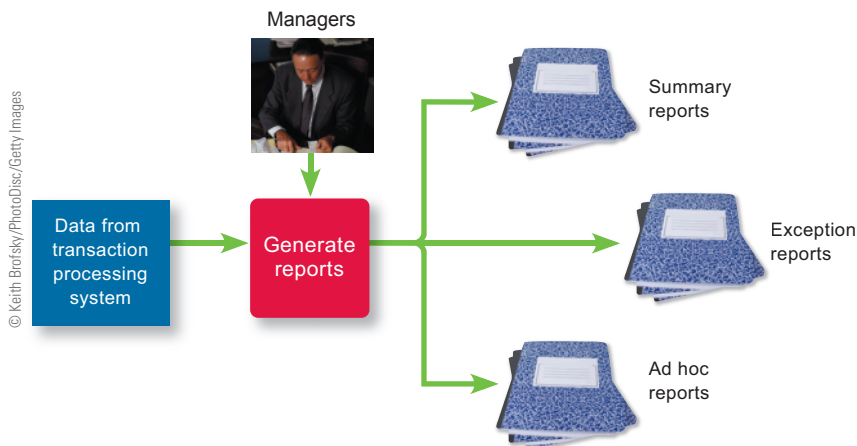 Managers
© Keith Brofsky/PhotoDisc/Getty Images
Summary
reports
Data from
transaction
processing
system
Generate
reports
Exception
reports
Ad hoc
reports